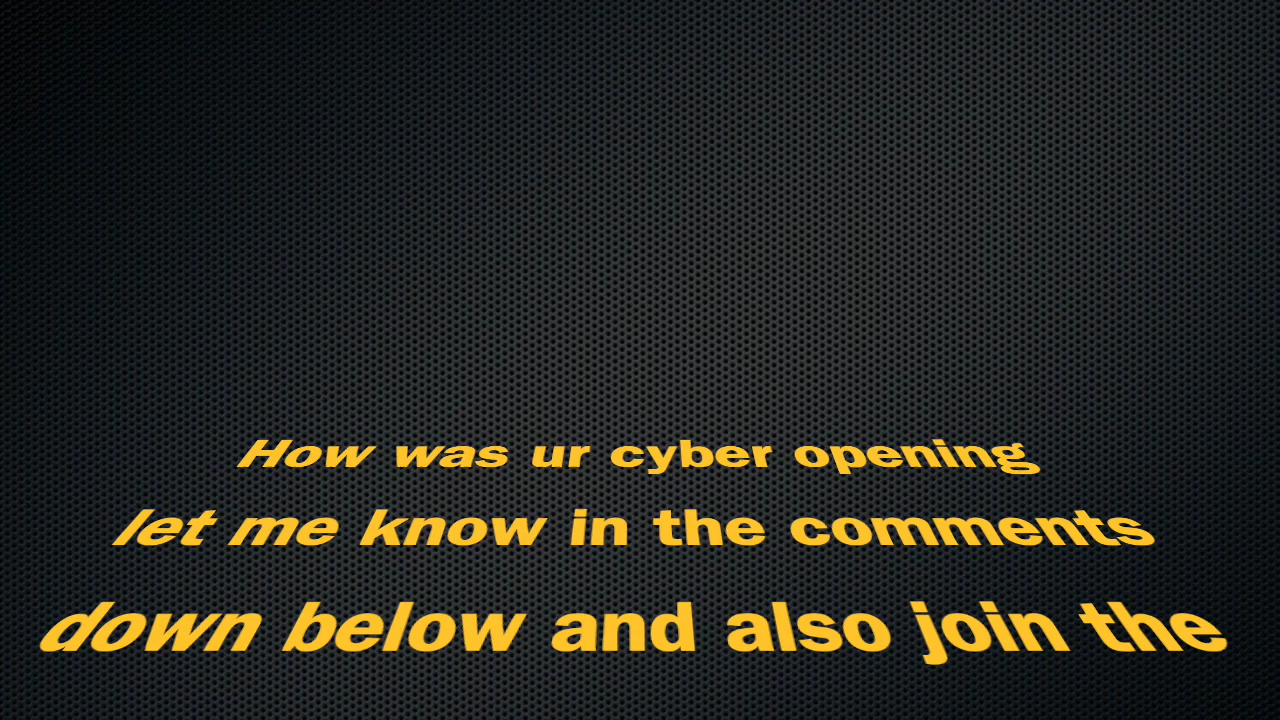 How was ur cyber opening
let me know in the comments
down below and also join the